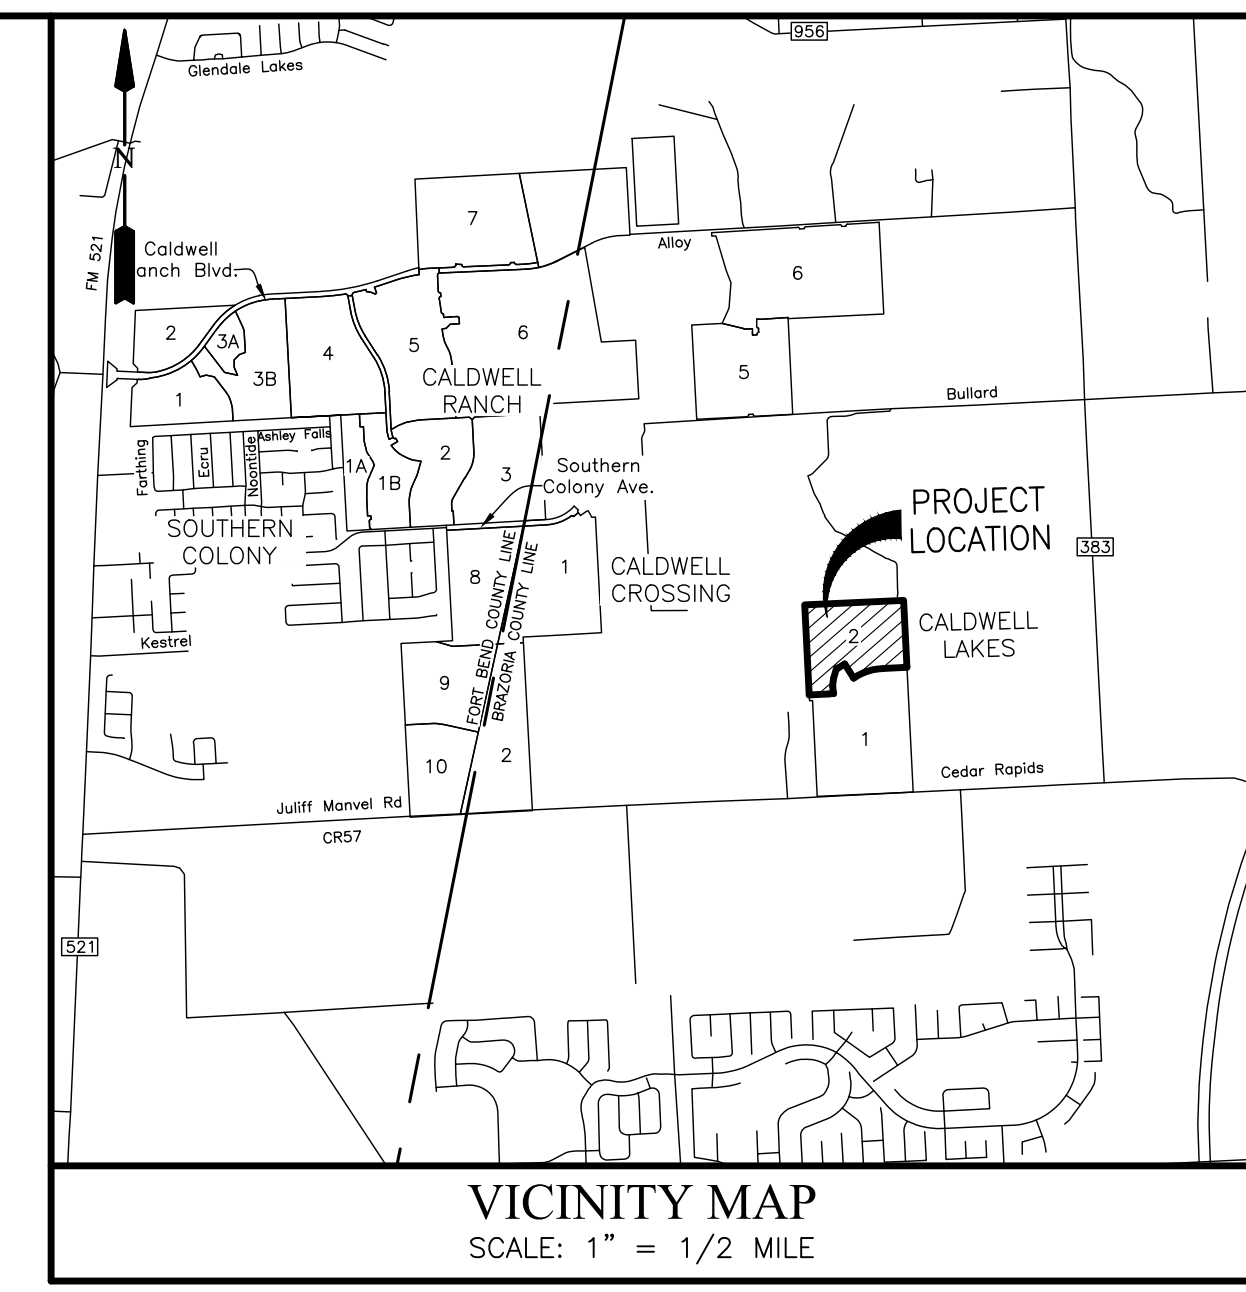 956
Glendale Lakes
N
7
FM 521
Caldwell
anch Blvd.
Alloy
6
2
3A
4
5
6
3B
5
CALDWELL
RANCH
1
Bullard
Farthing
Ecru
Noontide
Ashley Falls
1A
1B
2
3
Southern
Colony Ave.
PROJECT
LOCATION
SOUTHERN
COLONY
383
8
1
CALDWELL
CROSSING
FORT BEND COUNTY LINE
BRAZORIA COUNTY LINE
2
CALDWELL
LAKES
Kestrel
9
1
10
2
Cedar Rapids
Juliff Manvel Rd
CR57
521
VICINITY MAP
SCALE: 1" = 1/2 MILE